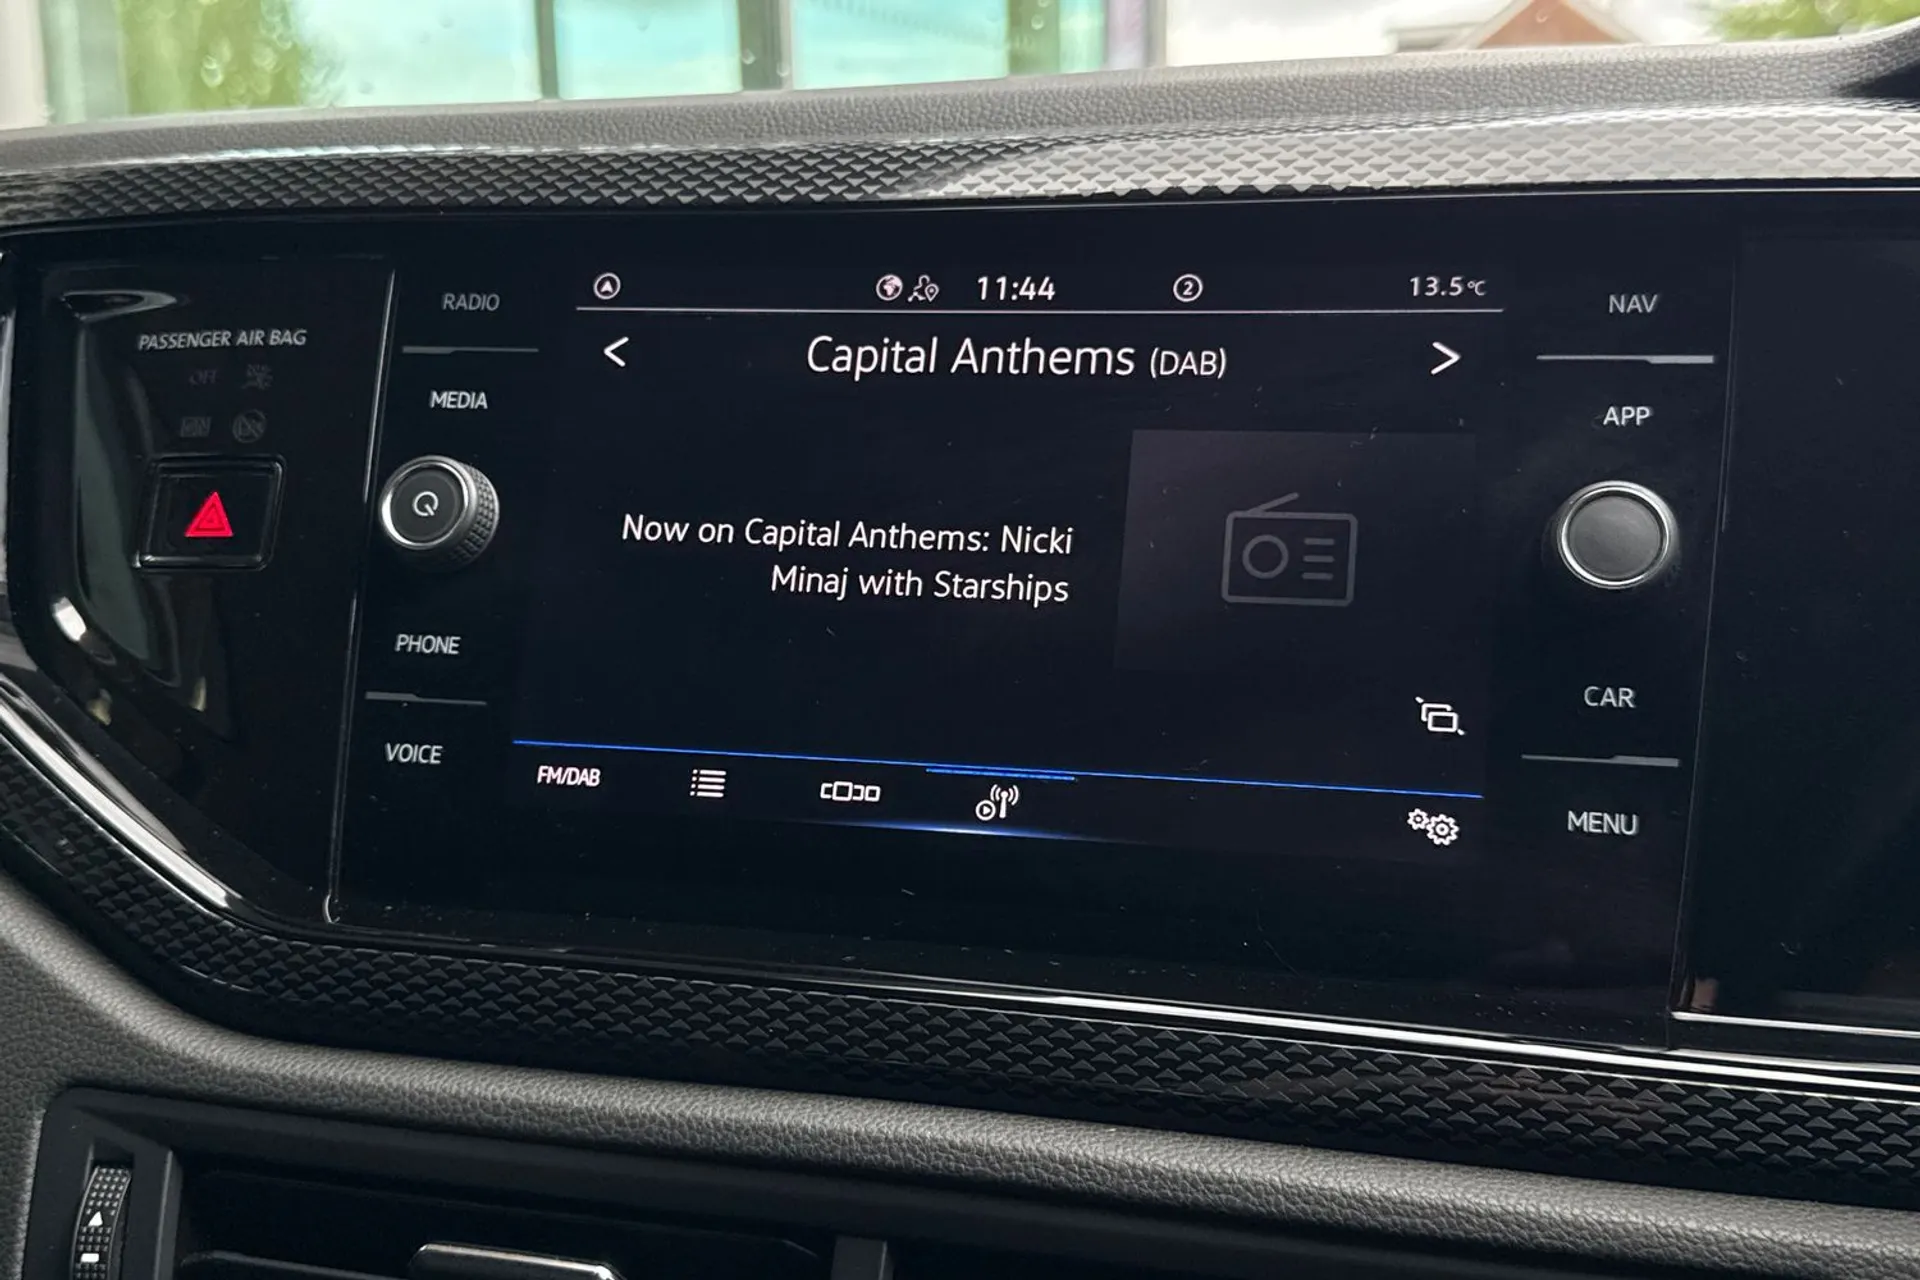 PASSENGER AIR BAG
OFF
RADIO
MEDIA
PHONE
VOICE
11:44
2
13.5°C
< Capital Anthems (DAB) >
Now on Capital Anthems: Nicki
Minaj with Starships
FM/DAB
NAV
APP
CAR
MENU